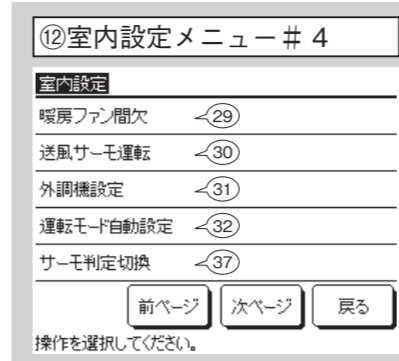 ⑫室内設定メニュー＃４
室内設定
暖房ファン間欠 ㉙
送風サーモ運転 ㉚
外調機設定 ㉛
運転モード自動設定 ㉜
サーモ判定切換 ㊲
前ページ 次ページ 戻る
操作を選択してください。